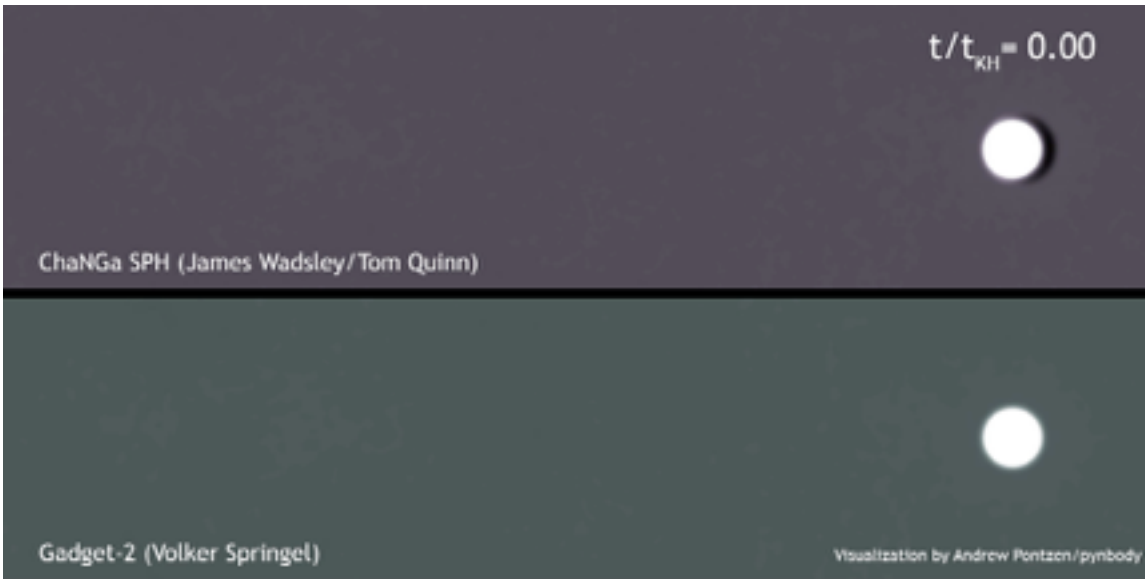 t/tKH= 0.00
ChaNGa SPH (James Wadsley/Tom Quinn)
Gadget-2 (Volker Springel)
Visualization by Andrew Pontzen/pynbody